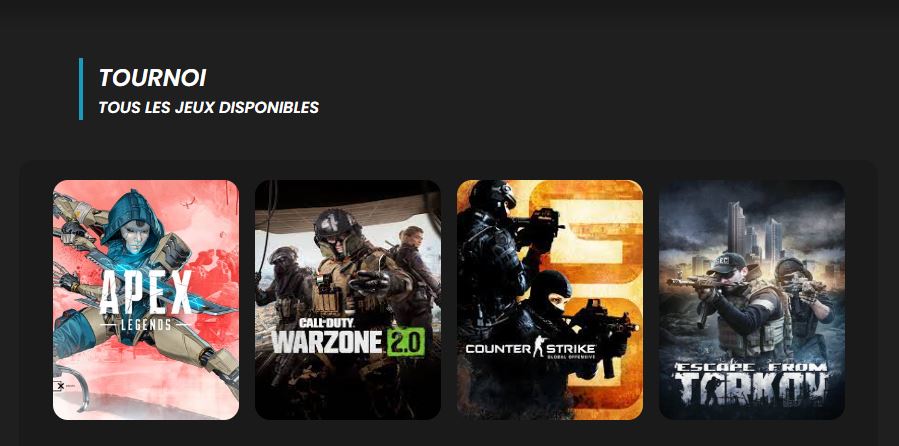 TOURNOI
TOUS LES JEUX DISPONIBLES
APEX
LEGENDS
CALL OF DUTY
WARZONE 2.0
COUNTER STRIKE
GLOBAL OFFENSIVE
SEC
ESCAPE FROM
TARKOV